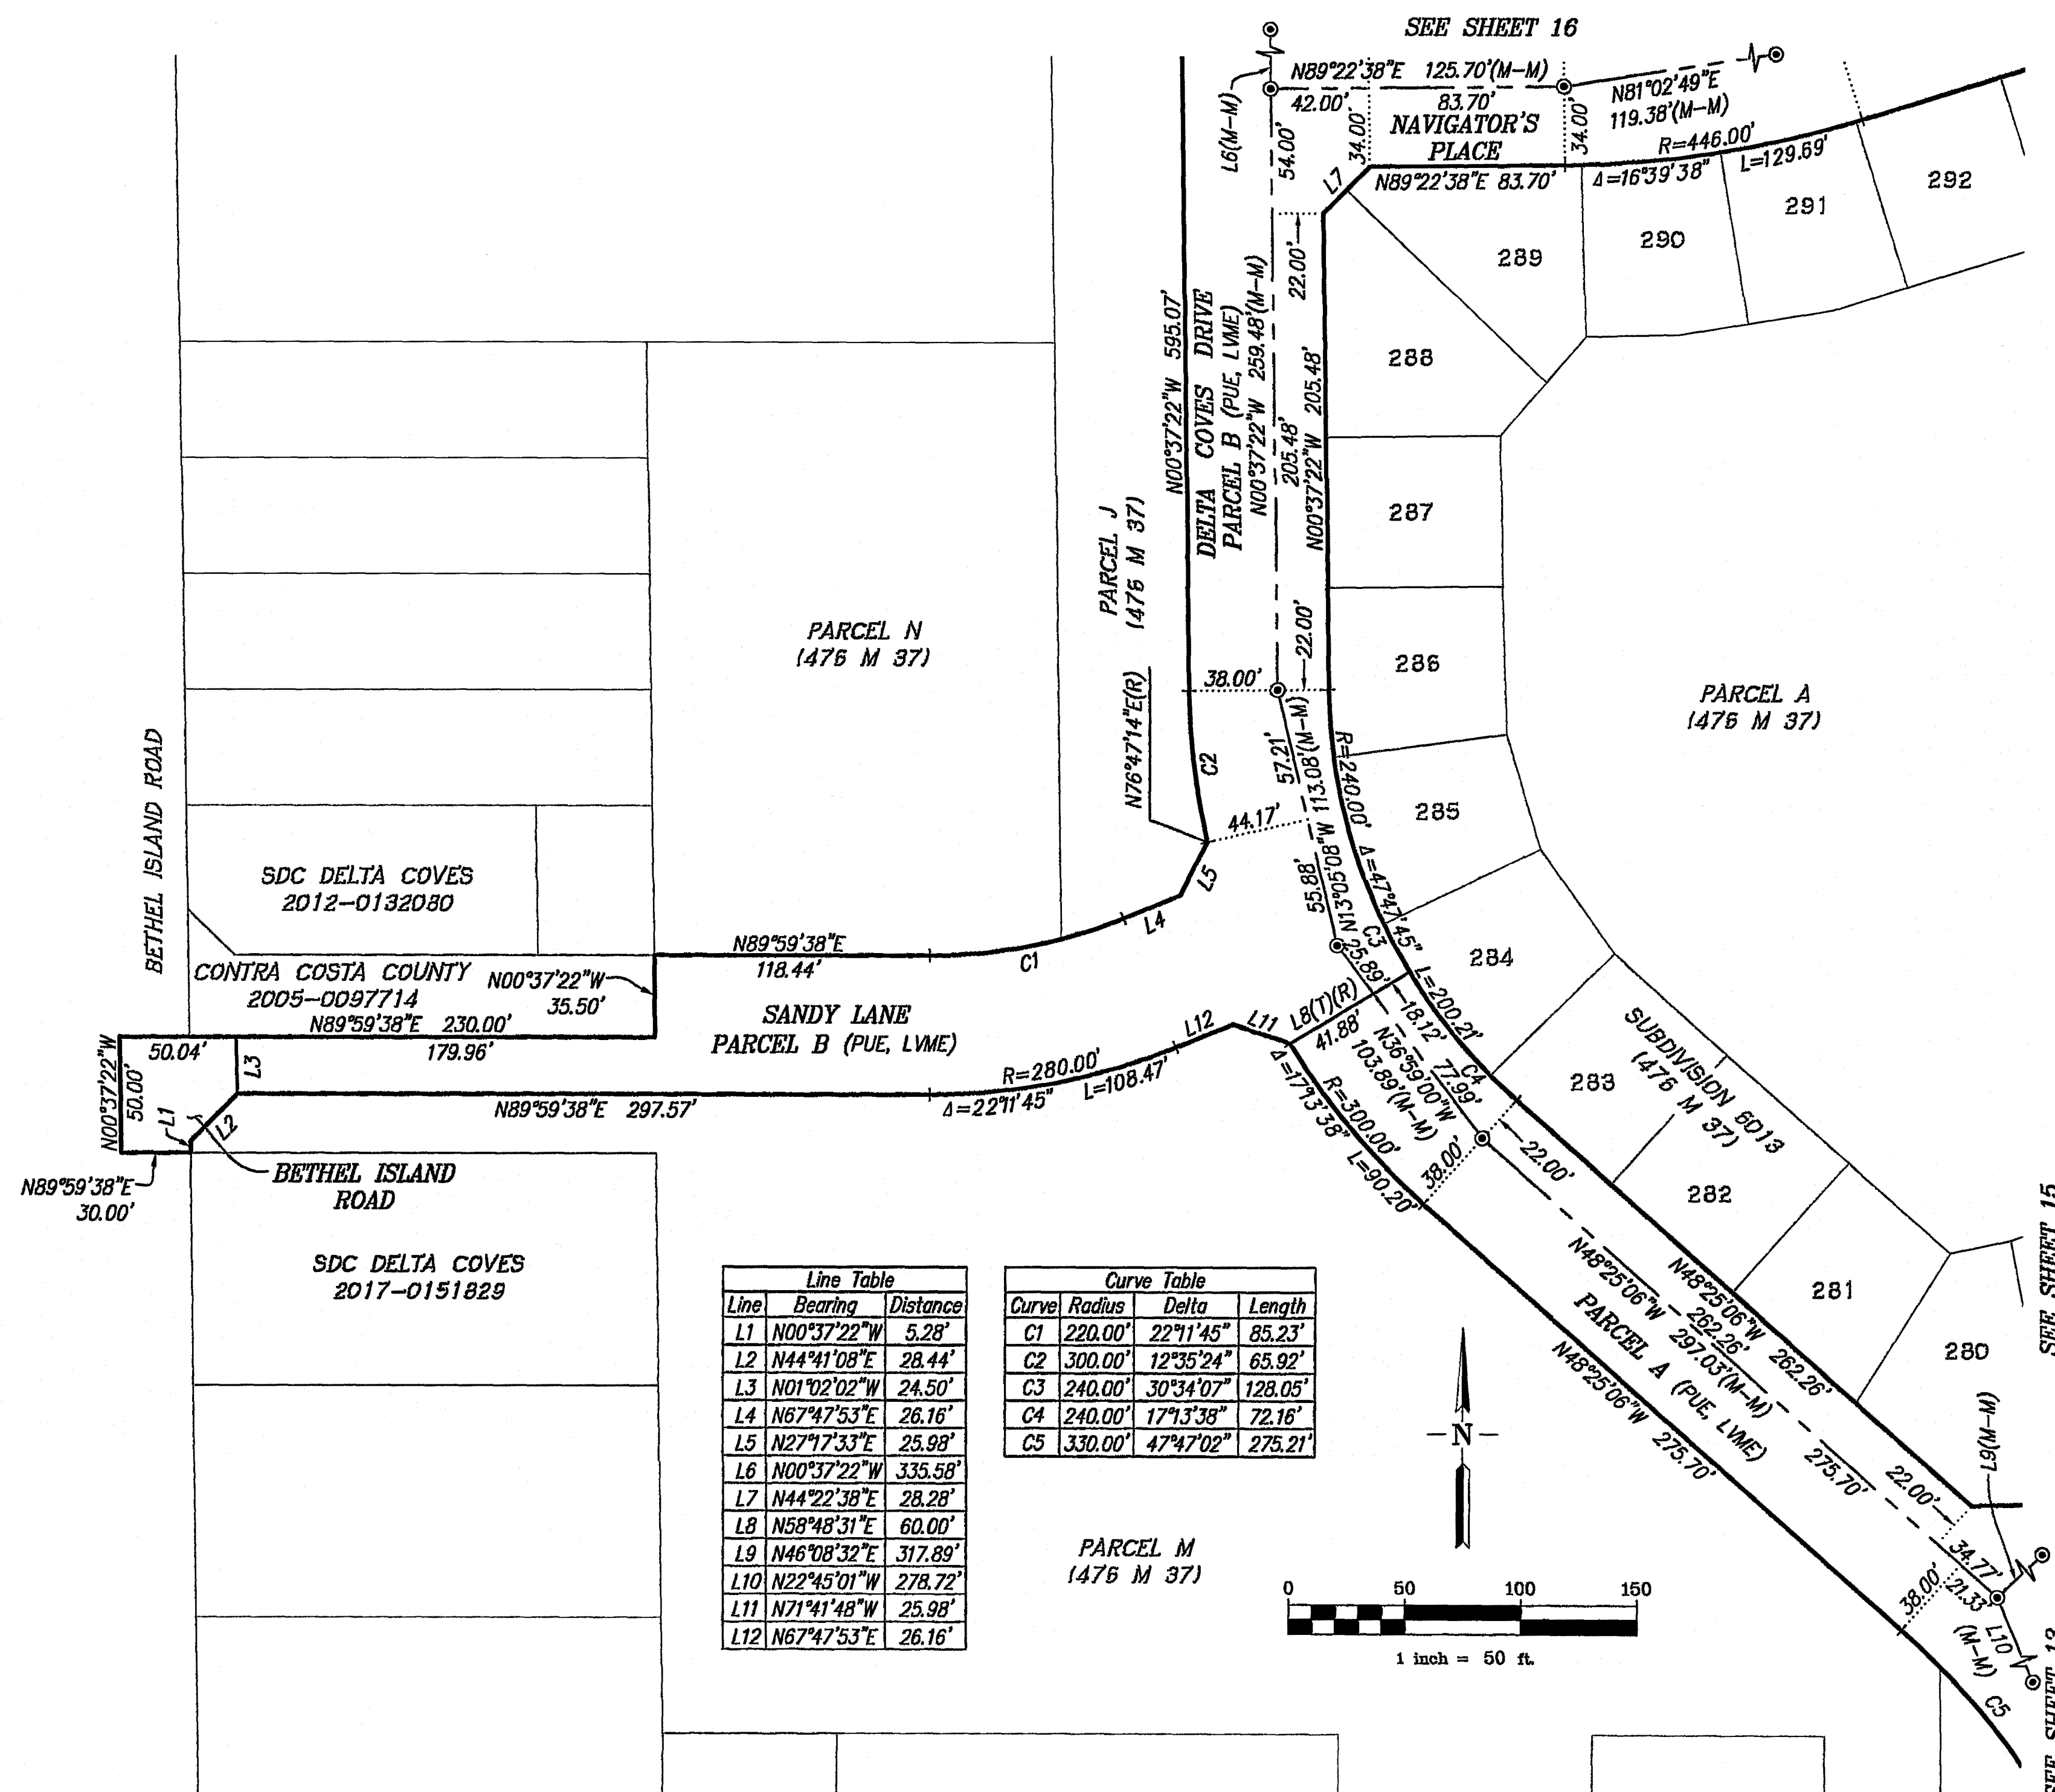 SEE SHEET 16
N89°22'38"E 125.70'(M-M)
42.00'
83.70'
L6(M-M)
54.00'
34.00'
NAVIGATOR'S
PLACE
34.00'
N81°02'49"E
119.38'(M-M)
R=446.00'
L7
N89°22'38"E 83.70'
Δ=16°39'38"
L=129.69'
292
291
290
289
22.00'
288
N00°37'22"W 595.07'
DELTA COVES DRIVE
PARCEL B (PUE, LVME)
N00°37'22"W 259.48'(M-M)
205.48'
N00°37'22"W 205.48'
287
PARCEL J
(476 M 37)
PARCEL N
(476 M 37)
22.00'
286
38.00'
PARCEL A
(476 M 37)
N76°47'14"E(R)
C2
57.21'
N13°05'08"W 113.08'(M-M)
R=240.00'
Δ=47°47'45"
L=200.21'
285
44.17'
55.88'
BETHEL ISLAND ROAD
SDC DELTA COVES
2012-0132080
L5
L4
C3
N89°59'38"E
118.44'
C1
25.89'
284
CONTRA COSTA COUNTY
2005-0097714
N00°37'22"W
35.50'
N89°59'38"E 230.00'
SANDY LANE
PARCEL B (PUE, LVME)
L12
L11
L8(T)(R)
41.88'
18.12'
50.04'
179.96'
N00°37'22"W
50.00'
L3
L1
L2
N89°59'38"E 297.57'
R=280.00'
Δ=22°11'45"
L=108.47'
N36°59'00"W
103.89'(M-M)
77.99'
C4
Δ=17°13'38"
R=300.00'
L=90.20'
283
SUBDIVISION 6013
(476 M 37)
38.00'
22.00'
N89°59'38"E
30.00'
BETHEL ISLAND
ROAD
282
SDC DELTA COVES
2017-0151829
N48°25'06"W 262.26'
262.26'
N48°25'06"W 297.03'(M-M)
PARCEL A (PUE, LVME)
N48°25'06"W 275.70'
275.70'
281
280
SEE SHEET 15
L9(M-M)
22.00'
34.77'
38.00'
21.33'
L10
(M-M)
C5
SEE SHEET 13
Line Table
Line Bearing Distance
L1 N00°37'22"W 5.28'
L2 N44°41'08"E 28.44'
L3 N01°02'02"W 24.50'
L4 N67°47'53"E 26.16'
L5 N27°17'33"E 25.98'
L6 N00°37'22"W 335.58'
L7 N44°22'38"E 28.28'
L8 N58°48'31"E 60.00'
L9 N46°08'32"E 317.89'
L10 N22°45'01"W 278.72'
L11 N71°41'48"W 25.98'
L12 N67°47'53"E 26.16'
Curve Table
Curve Radius Delta Length
C1 220.00' 22°11'45" 85.23'
C2 300.00' 12°35'24" 65.92'
C3 240.00' 30°34'07" 128.05'
C4 240.00' 17°13'38" 72.16'
C5 330.00' 47°47'02" 275.21'
N
PARCEL M
(476 M 37)
0 50 100 150
1 inch = 50 ft.